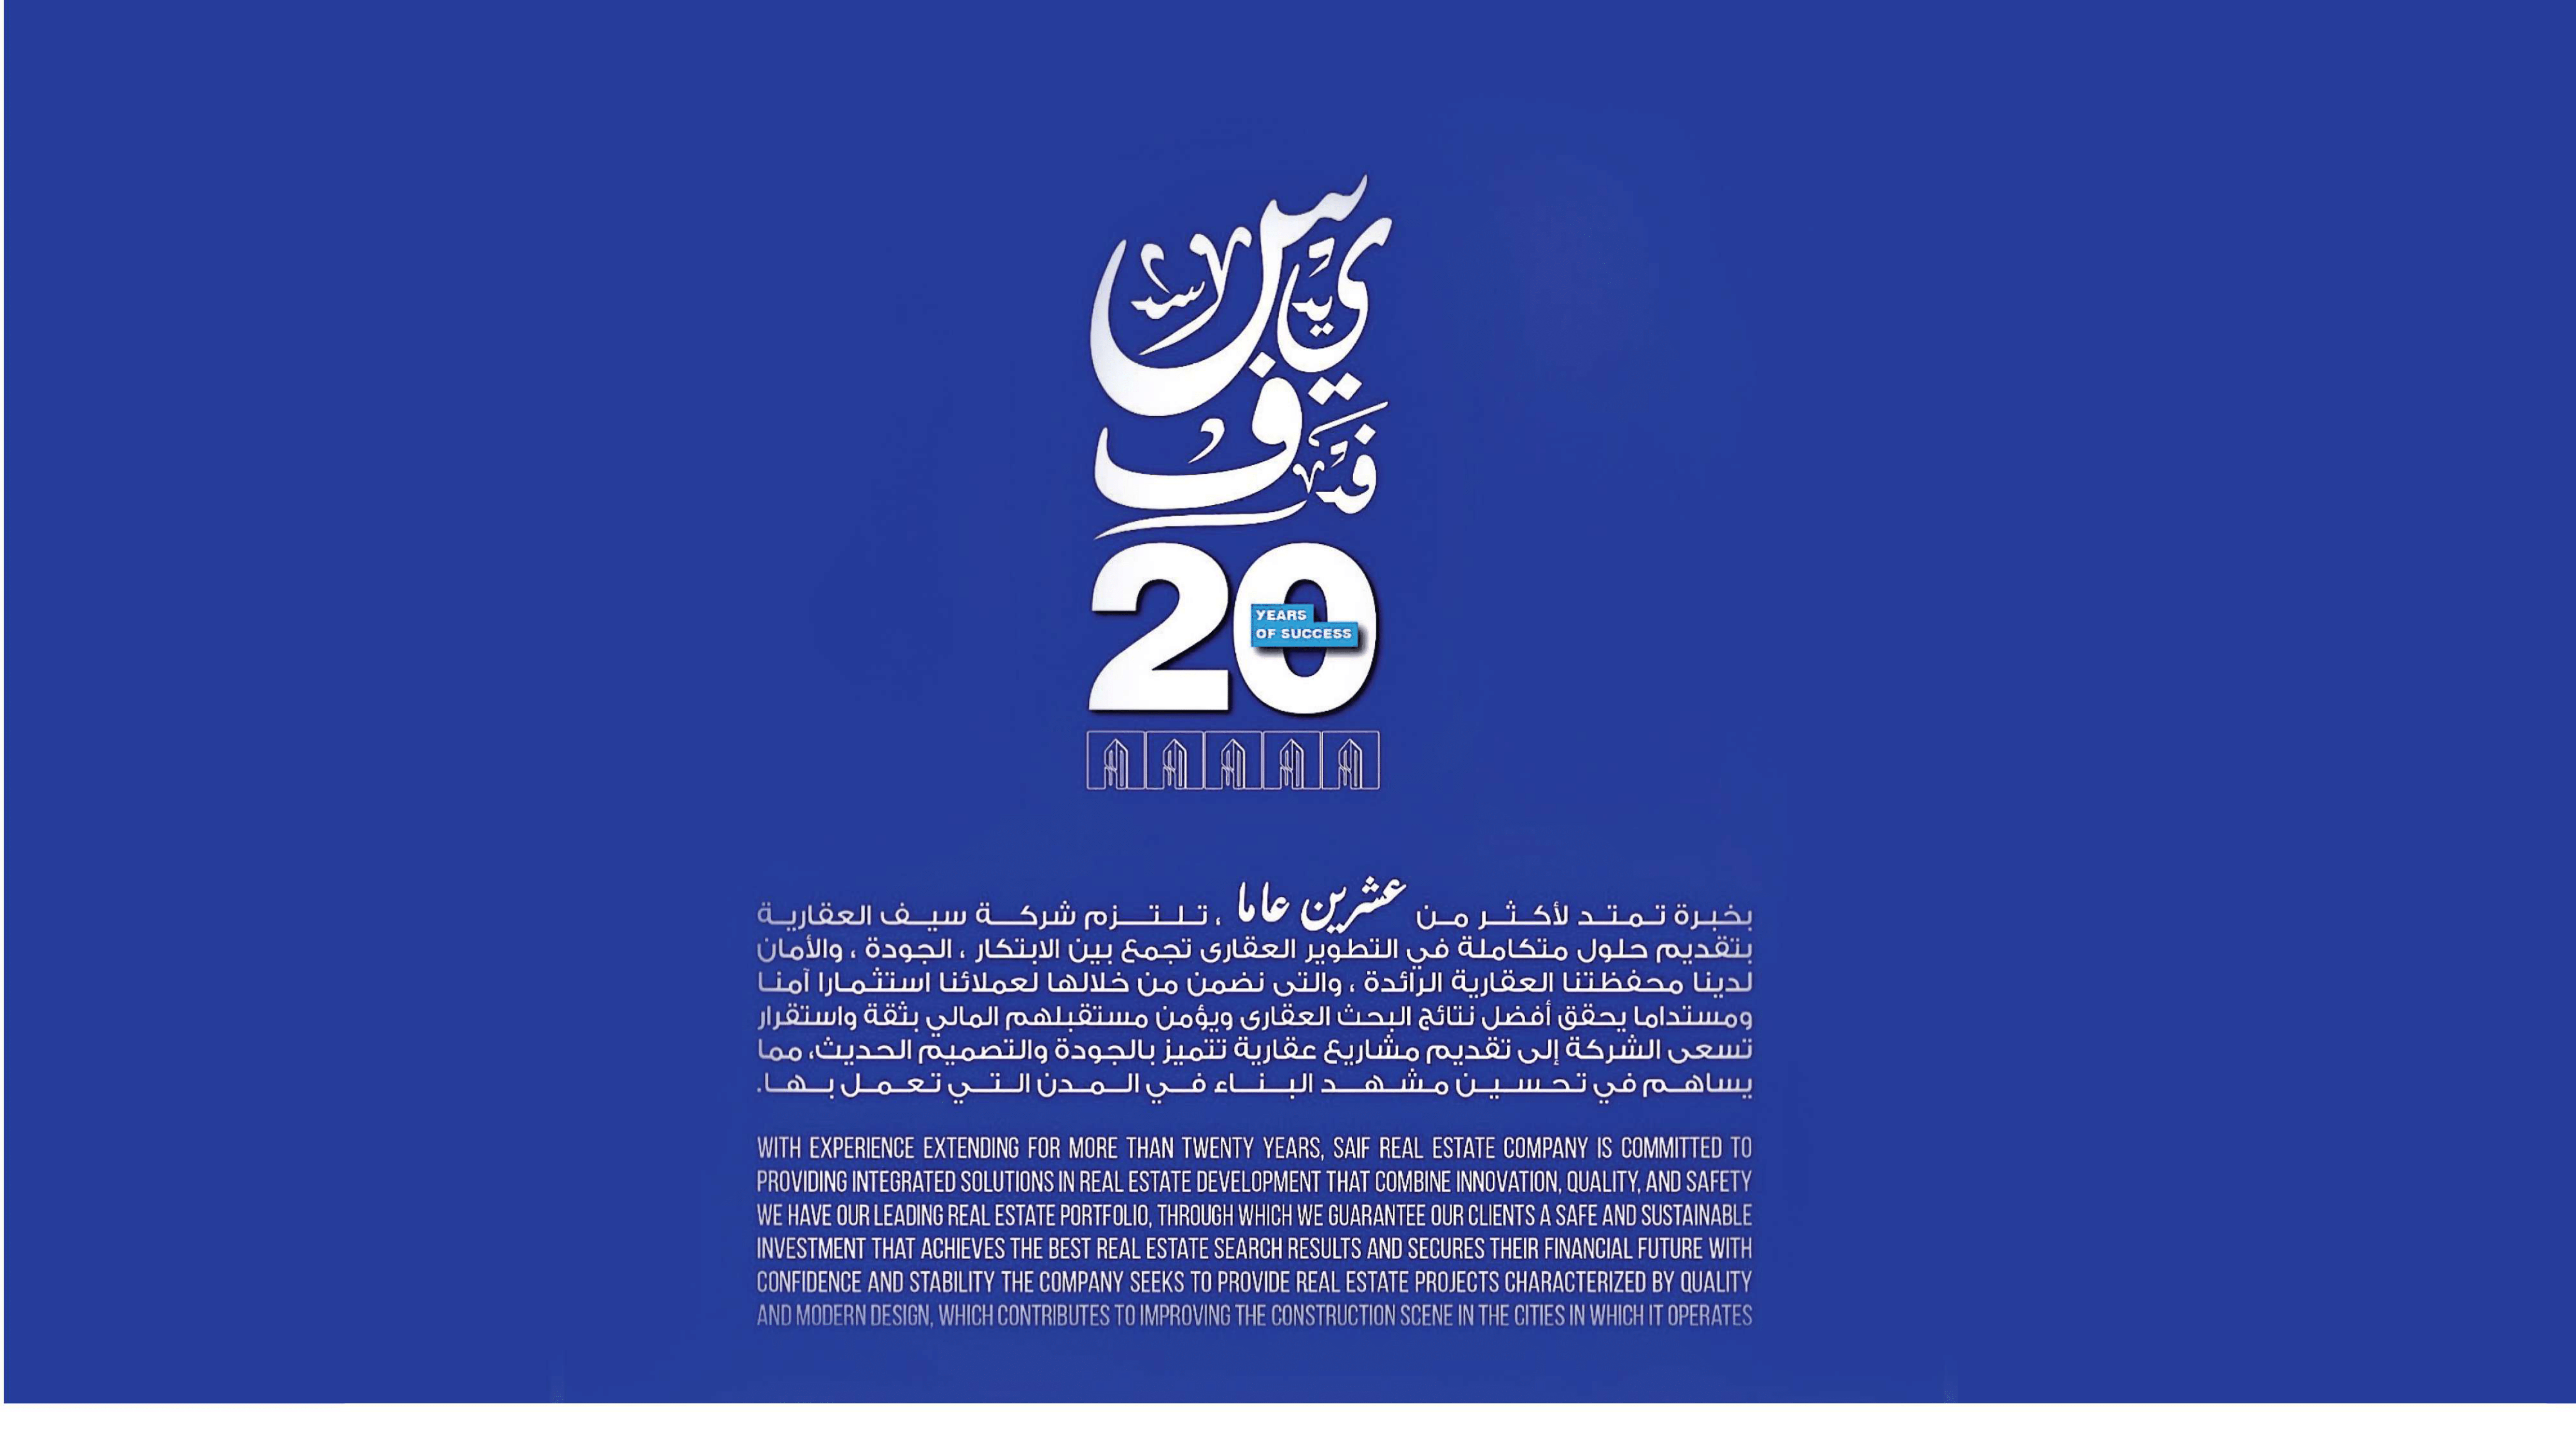 سيف
20
YEARS
OF SUCCESS
بخبرة تمتد لأكثر من عشرين عاما ، تلتزم شركة سيف العقارية
بتقديم حلول متكاملة في التطوير العقارى تجمع بين الابتكار ، الجودة ، والأمان
لدينا محفظتنا العقارية الرائدة ، والتى نضمن من خلالها لعملائنا استثمارا آمنا
ومستداما يحقق أفضل نتائج البحث العقارى ويؤمن مستقبلهم المالي بثقة واستقرار
تسعى الشركة إلى تقديم مشاريع عقارية تتميز بالجودة والتصميم الحديث، مما
يساهم في تحسين مشهد البناء في المدن التي تعمل بها.
WITH EXPERIENCE EXTENDING FOR MORE THAN TWENTY YEARS, SAIF REAL ESTATE COMPANY IS COMMITTED TO
PROVIDING INTEGRATED SOLUTIONS IN REAL ESTATE DEVELOPMENT THAT COMBINE INNOVATION, QUALITY, AND SAFETY
WE HAVE OUR LEADING REAL ESTATE PORTFOLIO, THROUGH WHICH WE GUARANTEE OUR CLIENTS A SAFE AND SUSTAINABLE
INVESTMENT THAT ACHIEVES THE BEST REAL ESTATE SEARCH RESULTS AND SECURES THEIR FINANCIAL FUTURE WITH
CONFIDENCE AND STABILITY THE COMPANY SEEKS TO PROVIDE REAL ESTATE PROJECTS CHARACTERIZED BY QUALITY
AND MODERN DESIGN, WHICH CONTRIBUTES TO IMPROVING THE CONSTRUCTION SCENE IN THE CITIES IN WHICH IT OPERATES